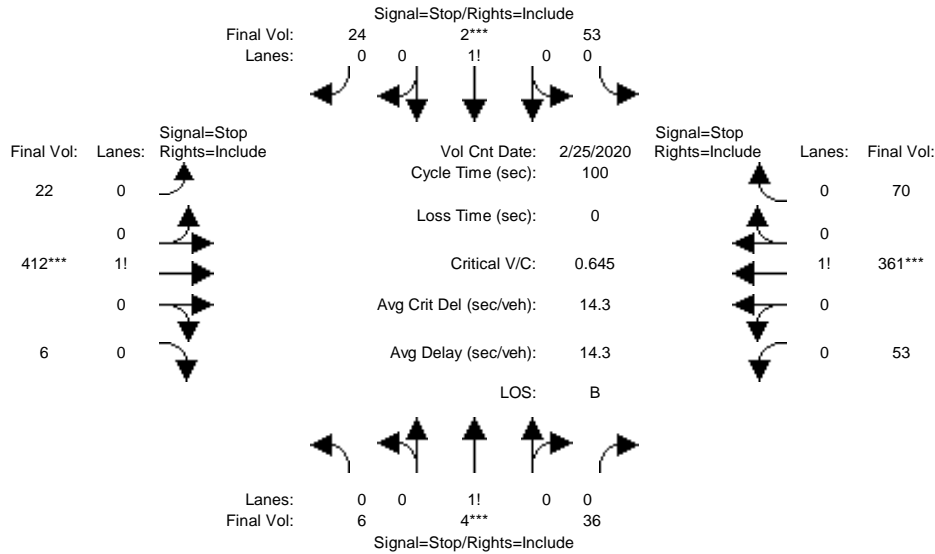 Signal=Stop/Rights=Include
Final Vol: 24 2*** 53
Lanes: 0 0 1! 0 0
Signal=Stop Signal=Stop
Final Vol: Lanes: Rights=Include Vol Cnt Date: 2/25/2020 Rights=Include Lanes: Final Vol:
Cycle Time (sec): 100
22 0 0 70
Loss Time (sec): 0
0 0
412*** 1! Critical V/C: 0.645 1! 361***
0 Avg Crit Del (sec/veh): 14.3 0
6 0 Avg Delay (sec/veh): 14.3 0 53
LOS: B
Lanes: 0 0 1! 0 0
Final Vol: 6 4*** 36
Signal=Stop/Rights=Include